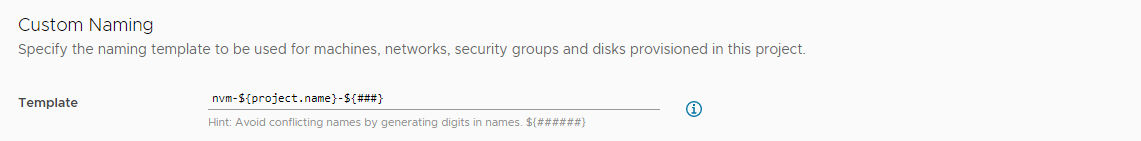 Custom Naming
Specify the naming template to be used for machines, networks, security groups and disks provisioned in this project.
Template nvm-${project.name}-${###}
Hint: Avoid conflicting names by generating digits in names. ${######}